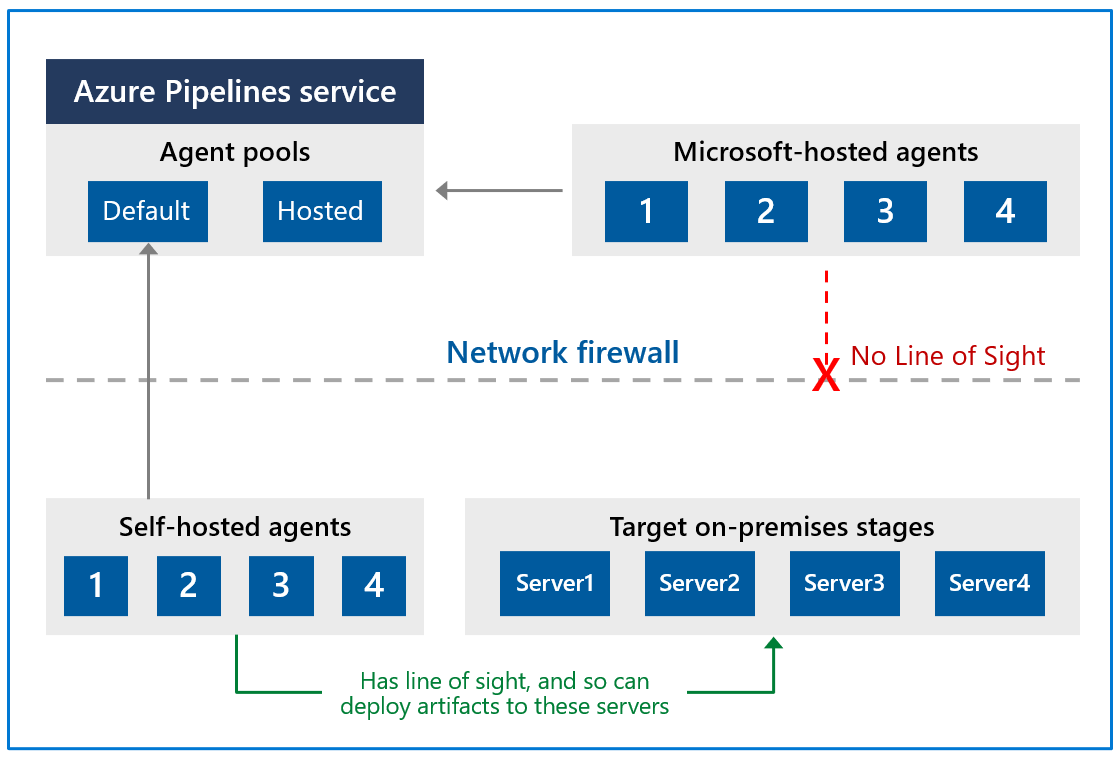 Azure Pipelines service
Agent pools
Default
Hosted
Microsoft-hosted agents
1
2
3
4
Network firewall
No Line of Sight
X
Self-hosted agents
1
2
3
4
Target on-premises stages
Server1
Server2
Server3
Server4
Has line of sight, and so can
deploy artifacts to these servers